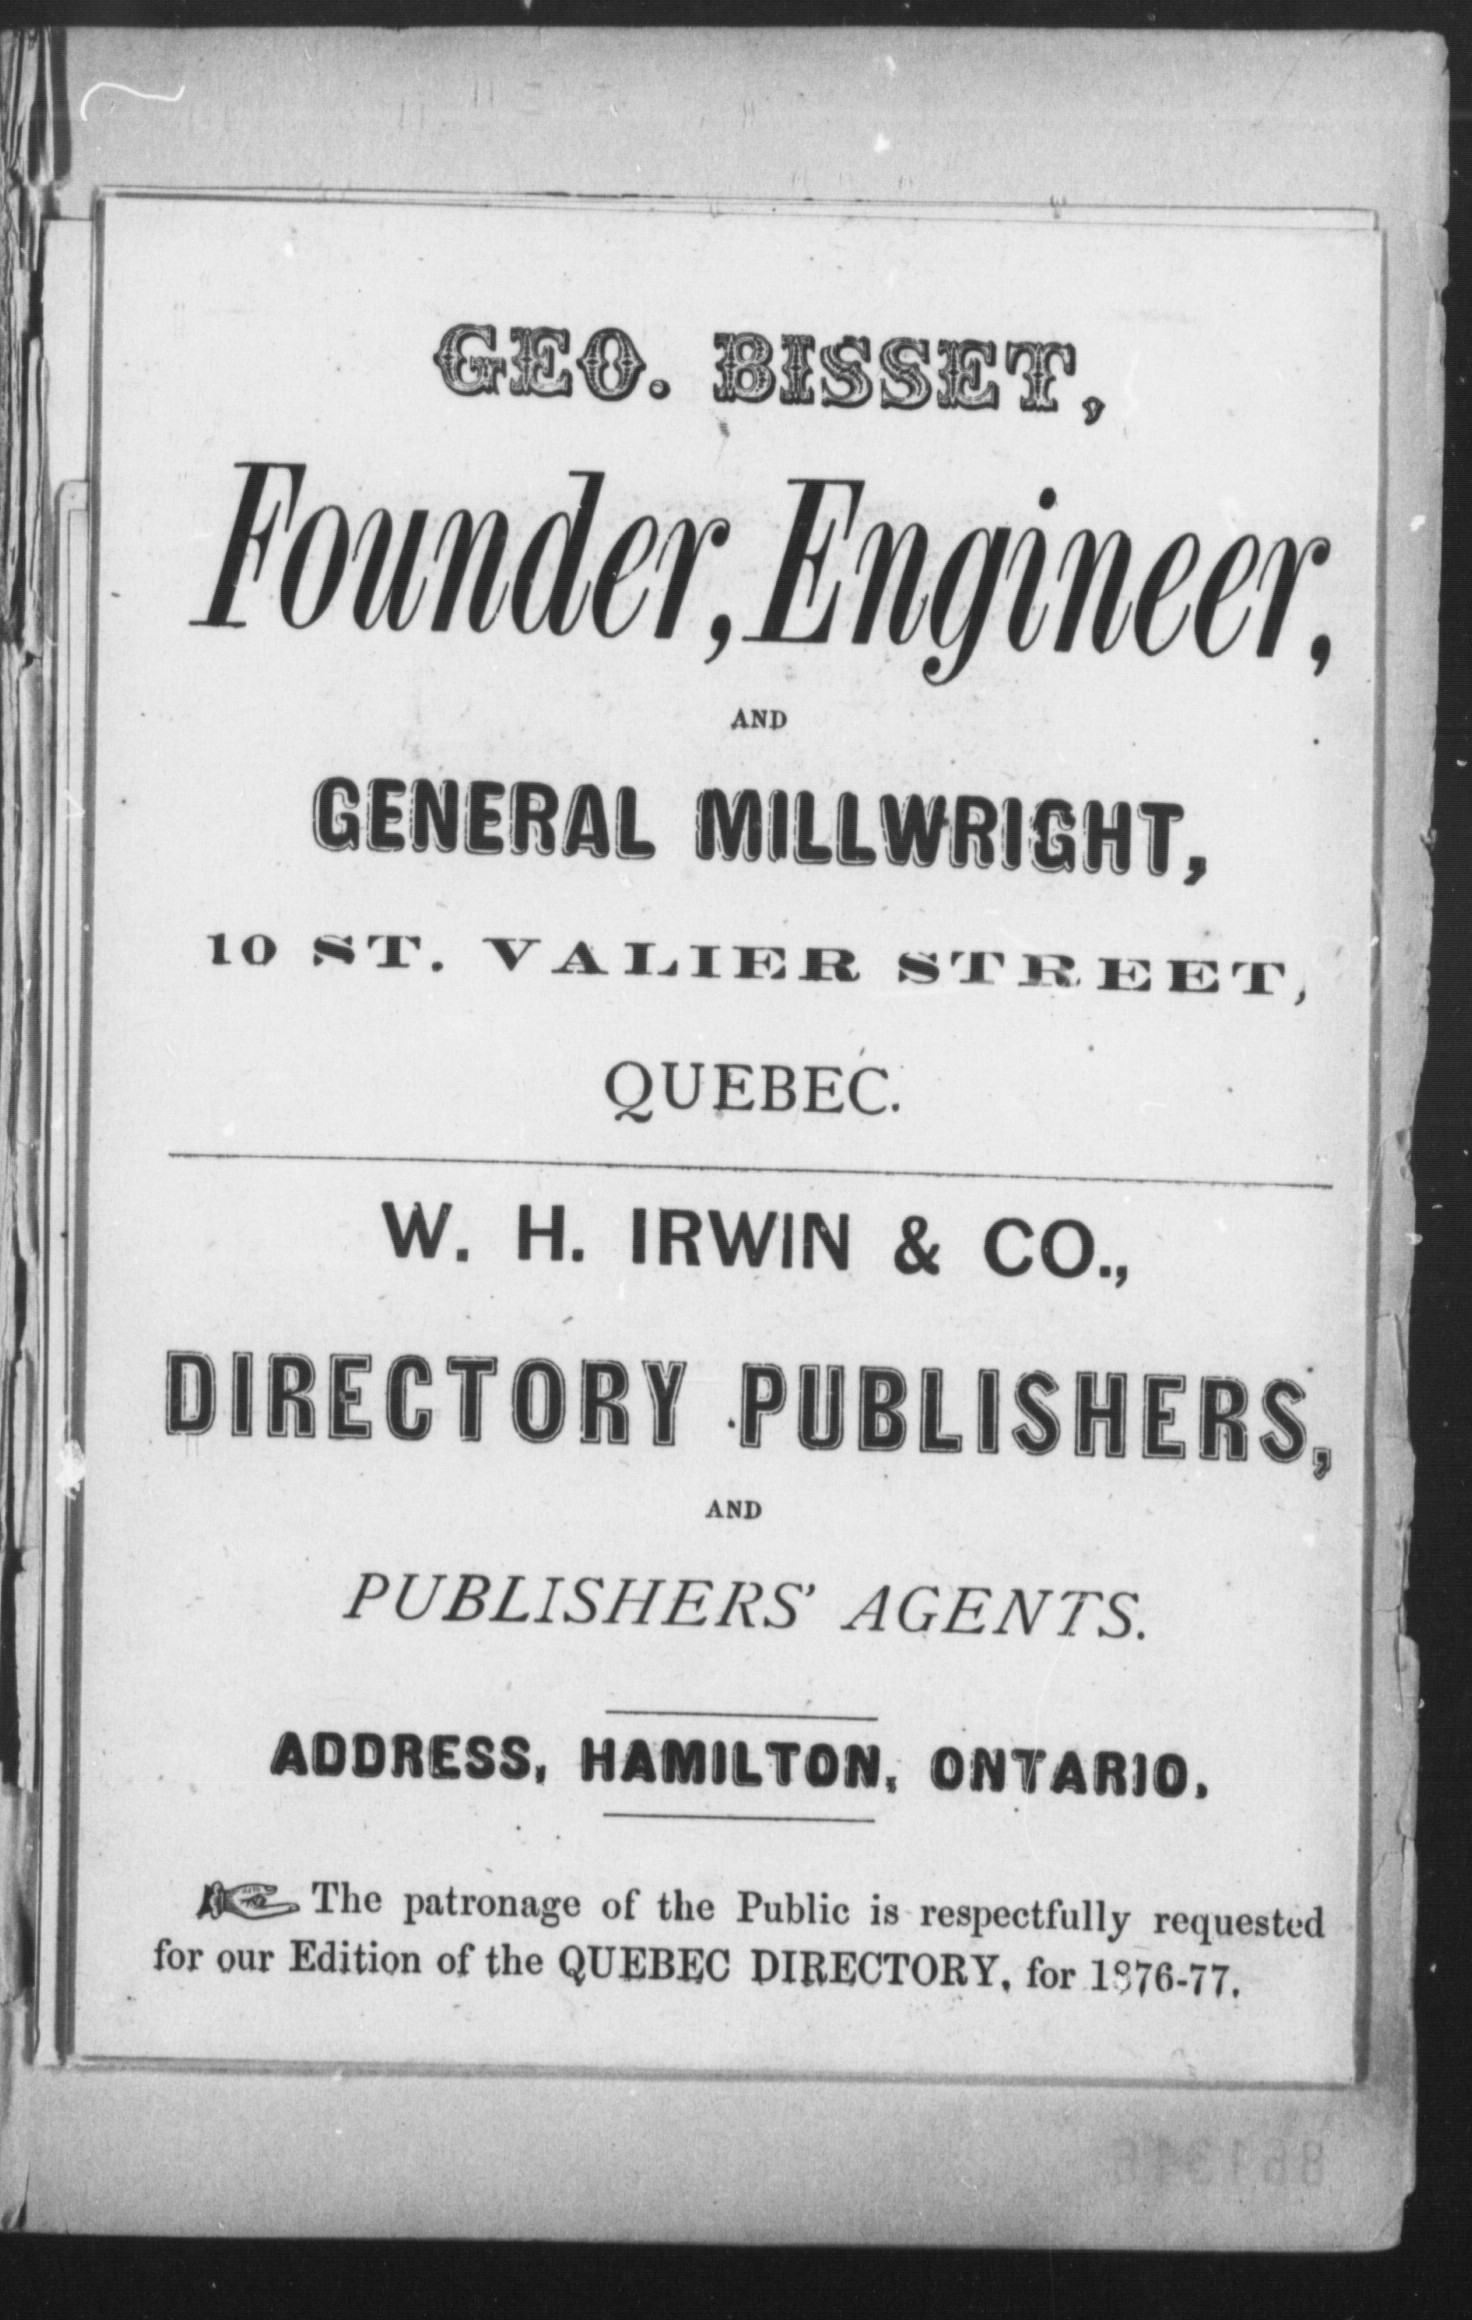 GEO. BISSET,
Founder, Engineer,
AND
GENERAL MILLWRIGHT,
10 ST. VALIER STREET,
QUEBEC.
W. H. IRWIN & CO.,
DIRECTORY PUBLISHERS,
AND
PUBLISHERS' AGENTS.
ADDRESS, HAMILTON, ONTARIO.
The patronage of the Public is respectfully requested
for our Edition of the QUEBEC DIRECTORY, for 1876-77.